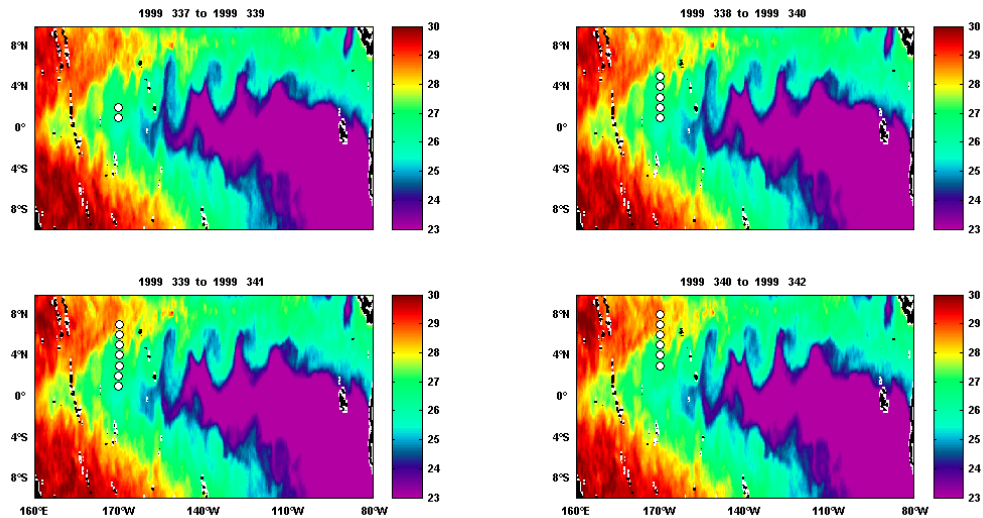 1999 337 to 1999 339
8°N
4°N
0°
4°S
8°S
30
29
28
27
26
25
24
23
1999 338 to 1999 340
8°N
4°N
0°
4°S
8°S
30
29
28
27
26
25
24
23
1999 339 to 1999 341
8°N
4°N
0°
4°S
8°S
160°E
170°W
140°W
110°W
80°W
30
29
28
27
26
25
24
23
1999 340 to 1999 342
8°N
4°N
0°
4°S
8°S
160°E
170°W
140°W
110°W
80°W
30
29
28
27
26
25
24
23